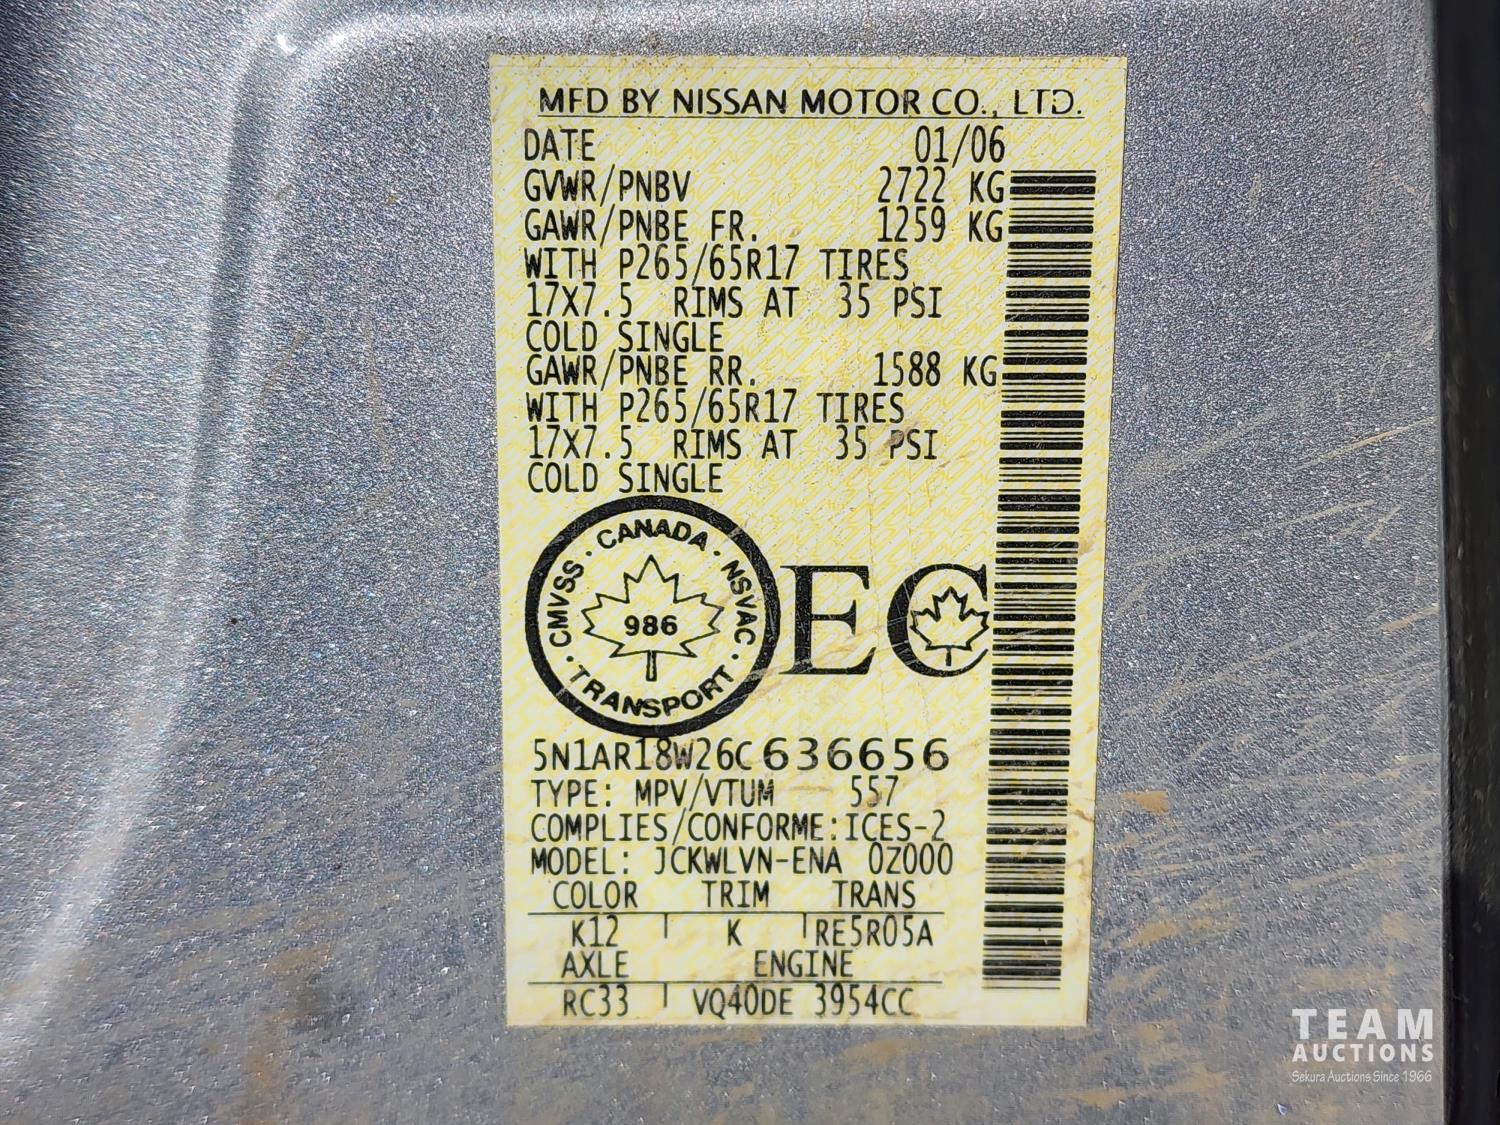 MFD BY NISSAN MOTOR CO., LTD.
DATE 01/06
GVWR/PNBV 2722 KG
GAWR/PNBE FR. 1259 KG
WITH P265/65R17 TIRES
17X7.5 RIMS AT 35 PSI
COLD SINGLE
GAWR/PNBE RR. 1588 KG
WITH P265/65R17 TIRES
17X7.5 RIMS AT 35 PSI
COLD SINGLE
CMVSS · CANADA · NSVAC · TRANSPORT ·
986
EC
5N1AR18W26C636656
TYPE: MPV/VTUM 557
COMPLIES/CONFORME:ICES-2
MODEL: JCKWLVN-ENA 0Z000
COLOR TRIM TRANS
K12 K RE5R05A
AXLE ENGINE
RC33 VQ40DE 3954CC
TEAM
AUCTIONS
Sekura Auctions Since 1966